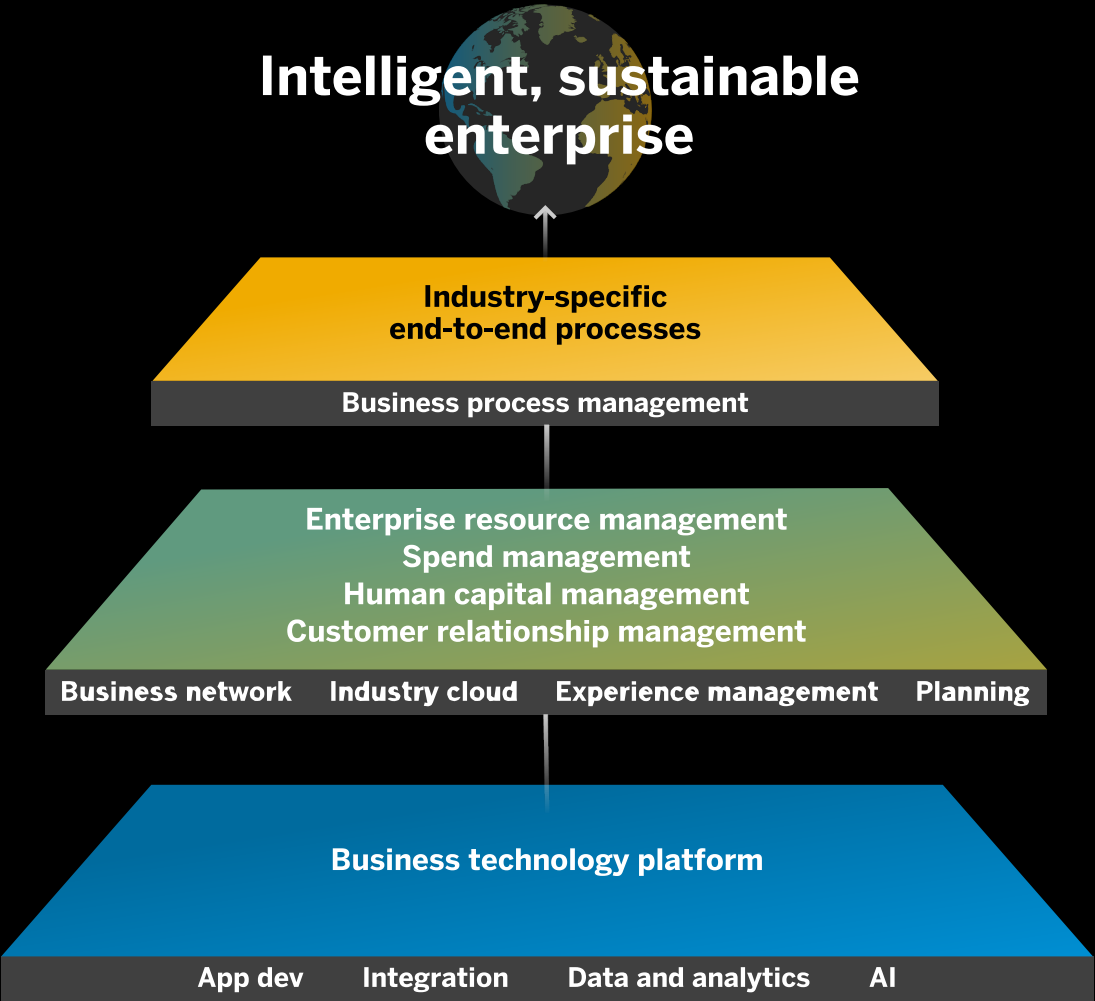 Intelligent, sustainable
enterprise
Industry-specific
end-to-end processes
Business process management
Enterprise resource management
Spend management
Human capital management
Customer relationship management
Business network Industry cloud Experience management Planning
Business technology platform
App dev Integration Data and analytics AI